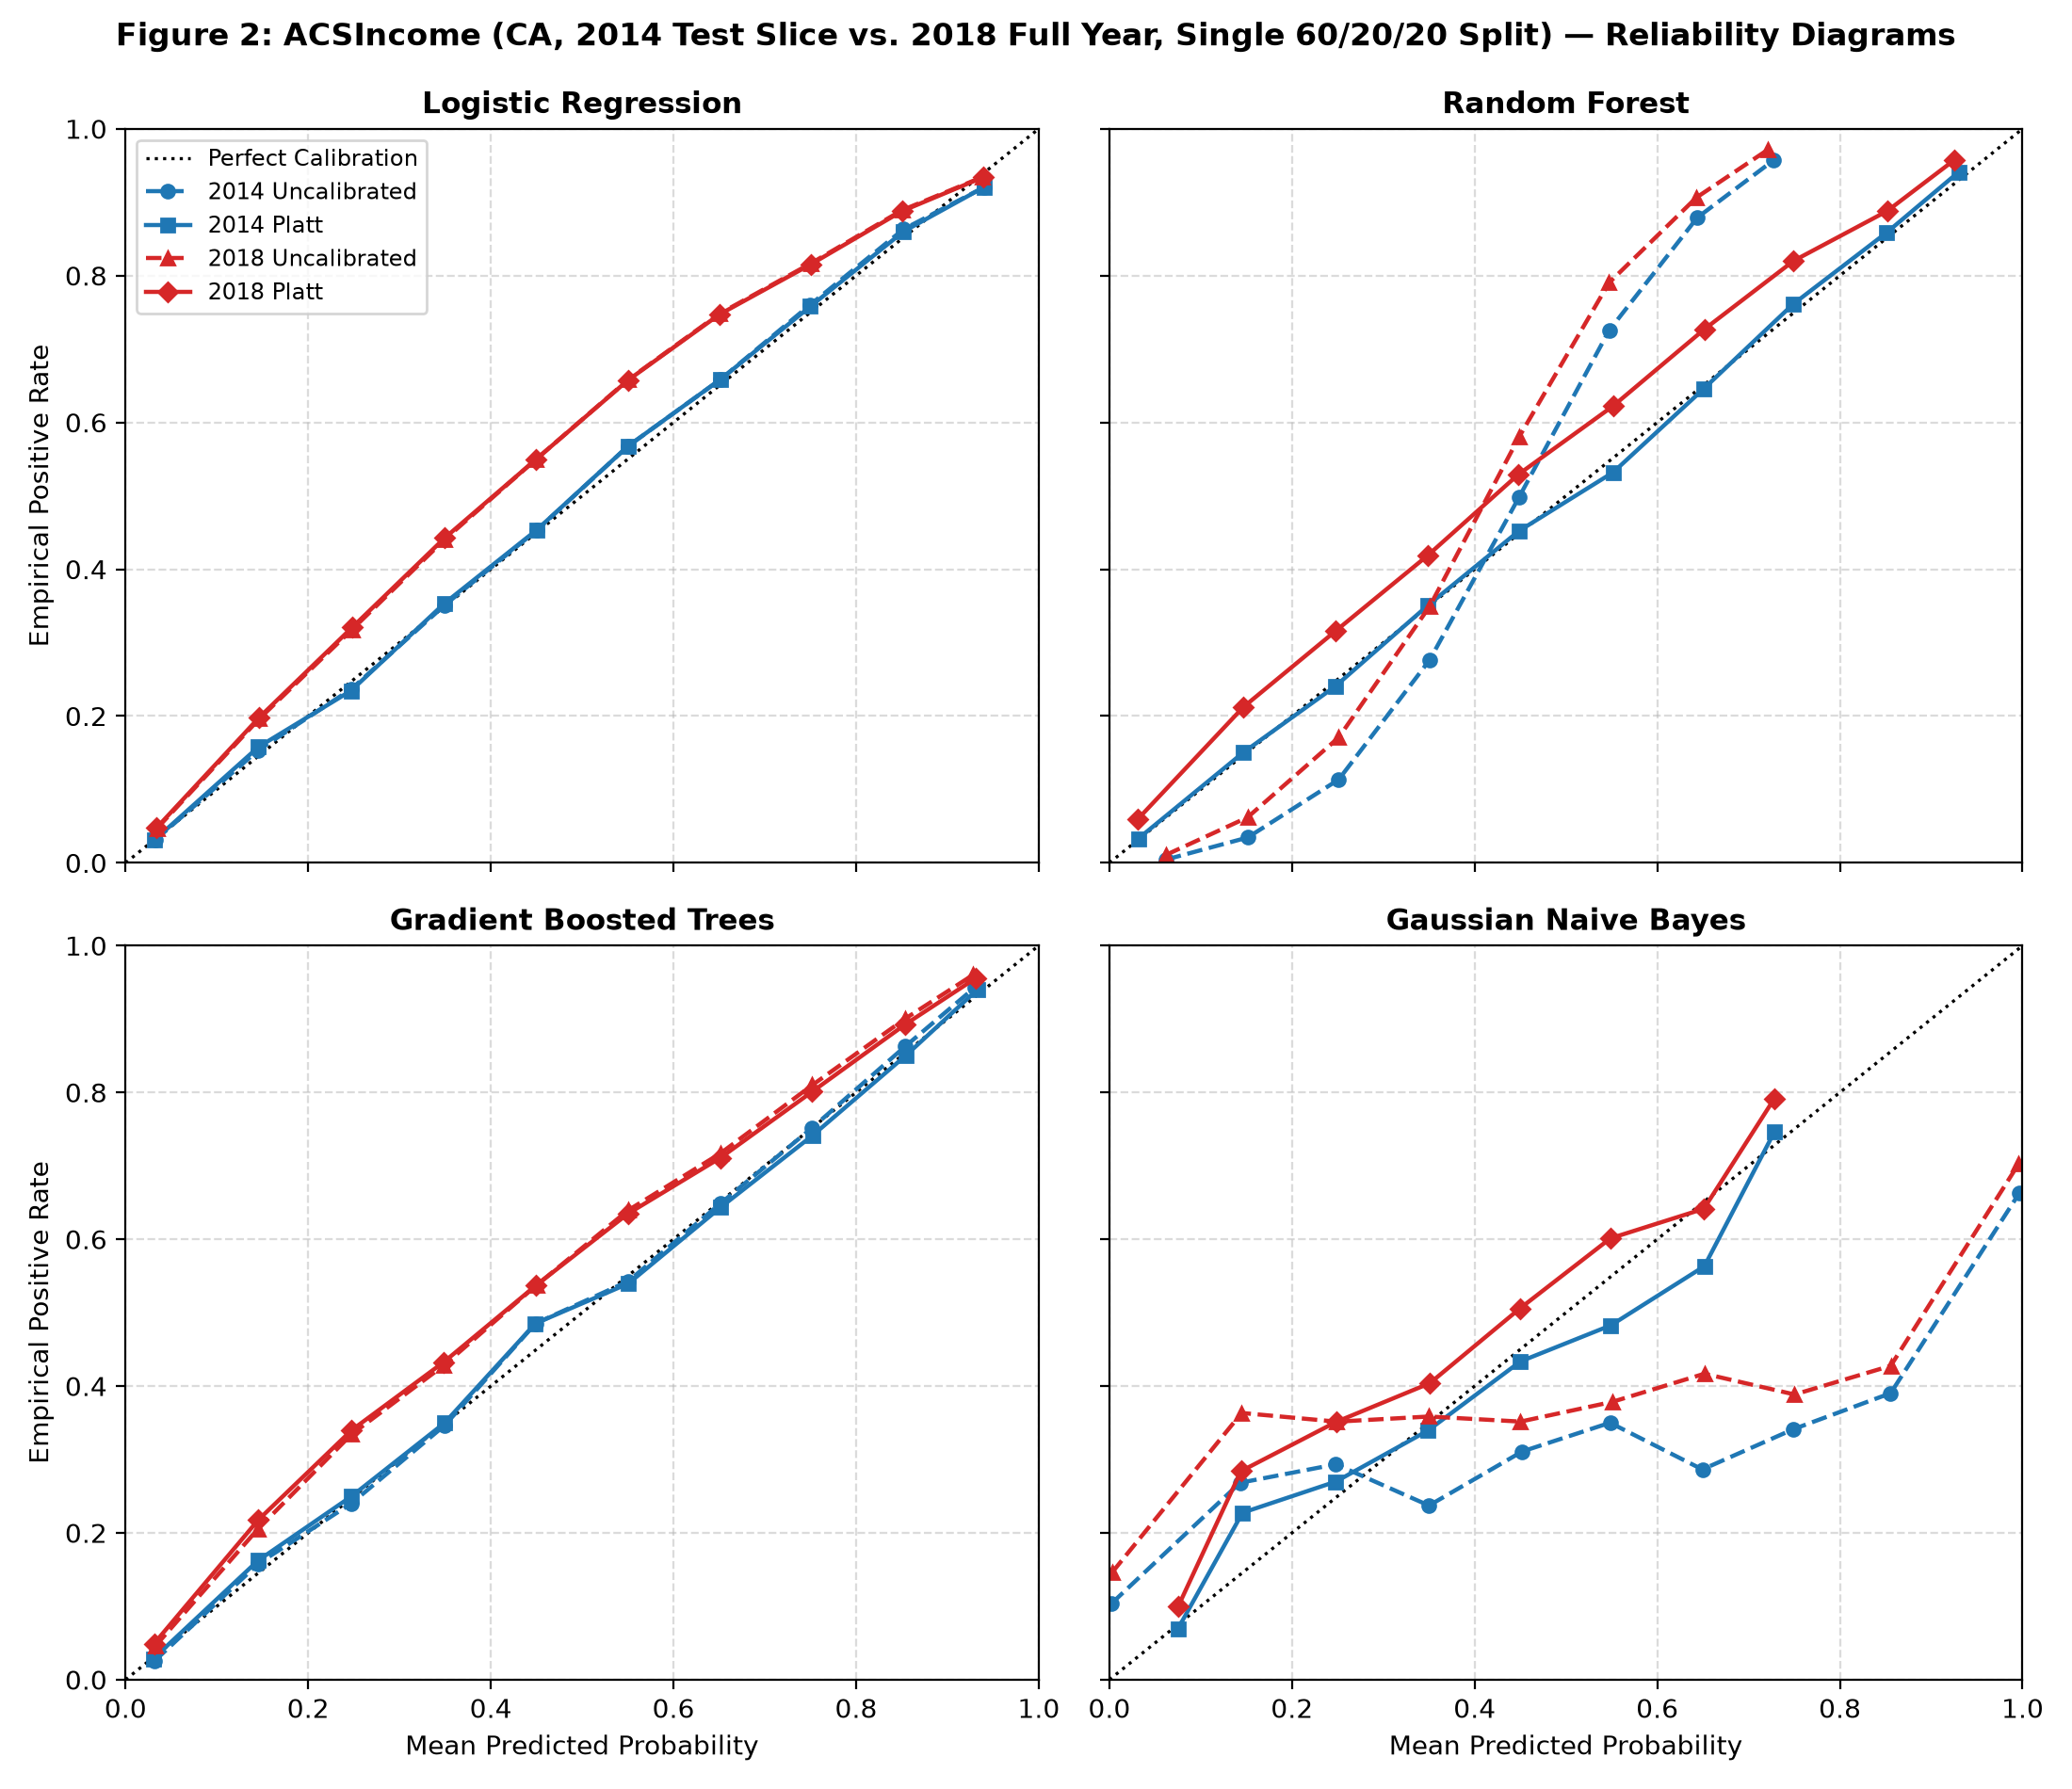 Figure 2: ACSIncome (CA, 2014 Test Slice vs. 2018 Full Year, Single 60/20/20 Split) — Reliability Diagrams
Logistic Regression
Random Forest
Perfect Calibration
2014 Uncalibrated
2014 Platt
2018 Uncalibrated
2018 Platt
Empirical Positive Rate
1.0
0.8
0.6
0.4
0.2
0.0
Gradient Boosted Trees
Gaussian Naive Bayes
Empirical Positive Rate
1.0
0.8
0.6
0.4
0.2
0.0
0.0 0.2 0.4 0.6 0.8 1.0
0.0 0.2 0.4 0.6 0.8 1.0
Mean Predicted Probability
Mean Predicted Probability